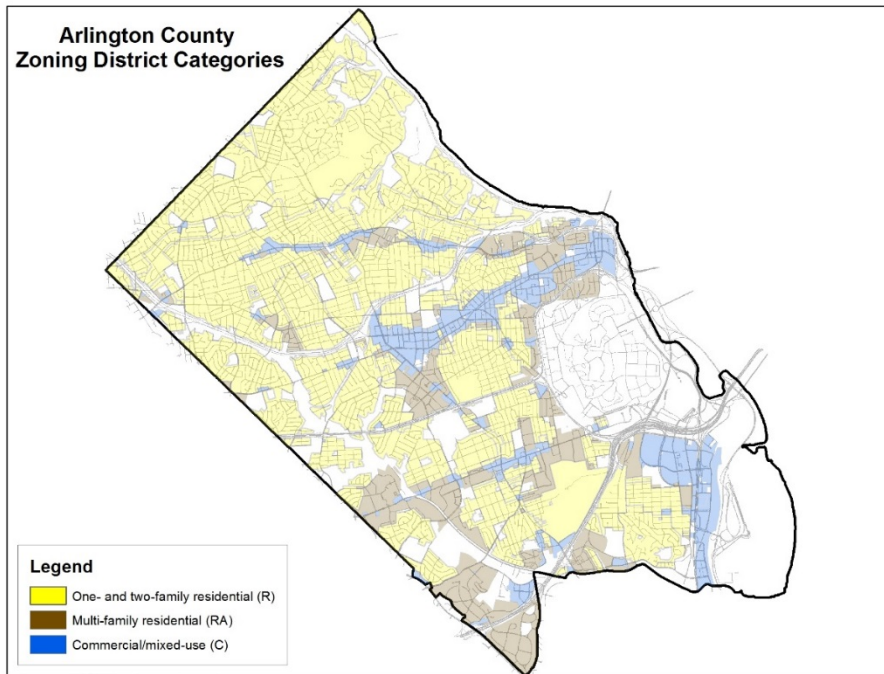 Arlington County
Zoning District Categories
Legend
One- and two-family residential (R)
Multi-family residential (RA)
Commercial/mixed-use (C)